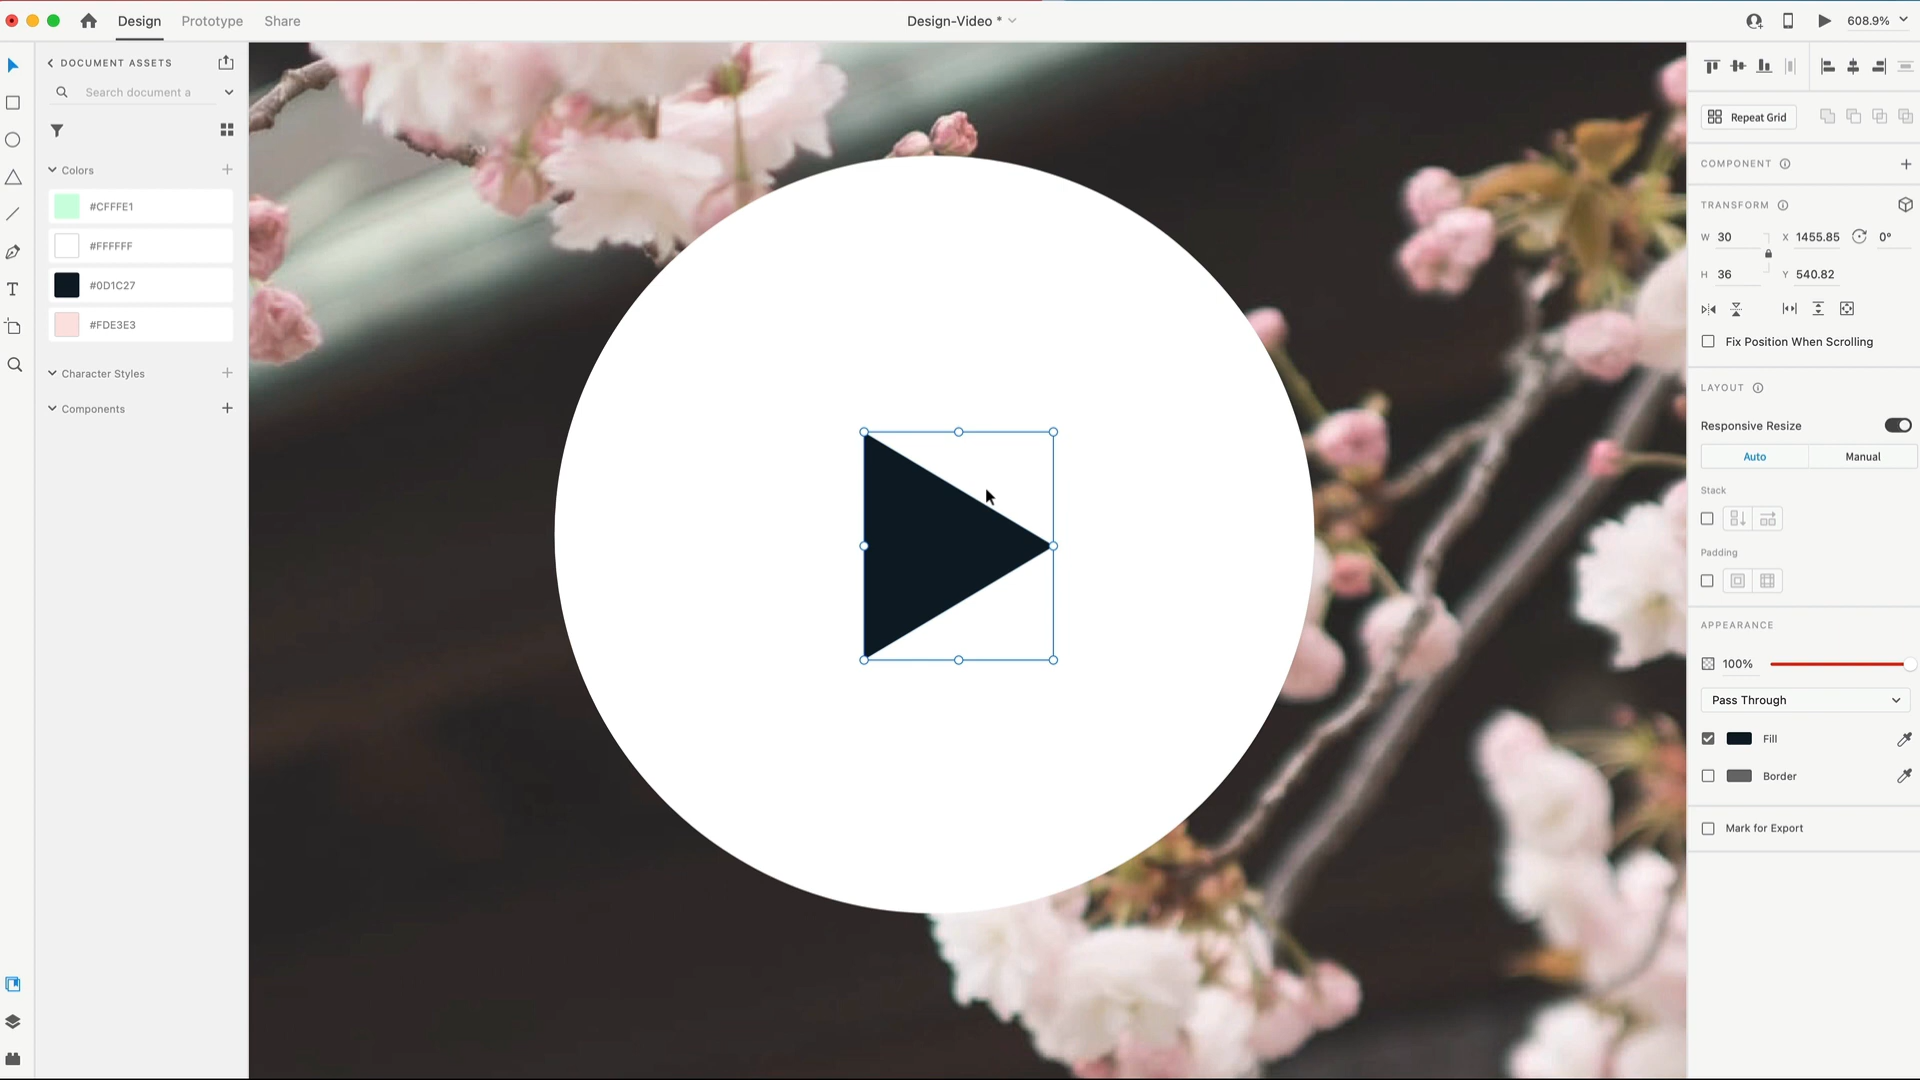 Design Prototype Share Design-Video * 608.9%
DOCUMENT ASSETS
Search document a
Colors
#CFFFE1
#FFFFFF
#0D1C27
#FDE3E3
Character Styles
Components
Repeat Grid
COMPONENT
TRANSFORM
W 30 X 1455.85 0°
H 36 Y 540.82
Fix Position When Scrolling
LAYOUT
Responsive Resize
Auto Manual
Stack
Padding
APPEARANCE
100%
Pass Through
Fill
Border
Mark for Export